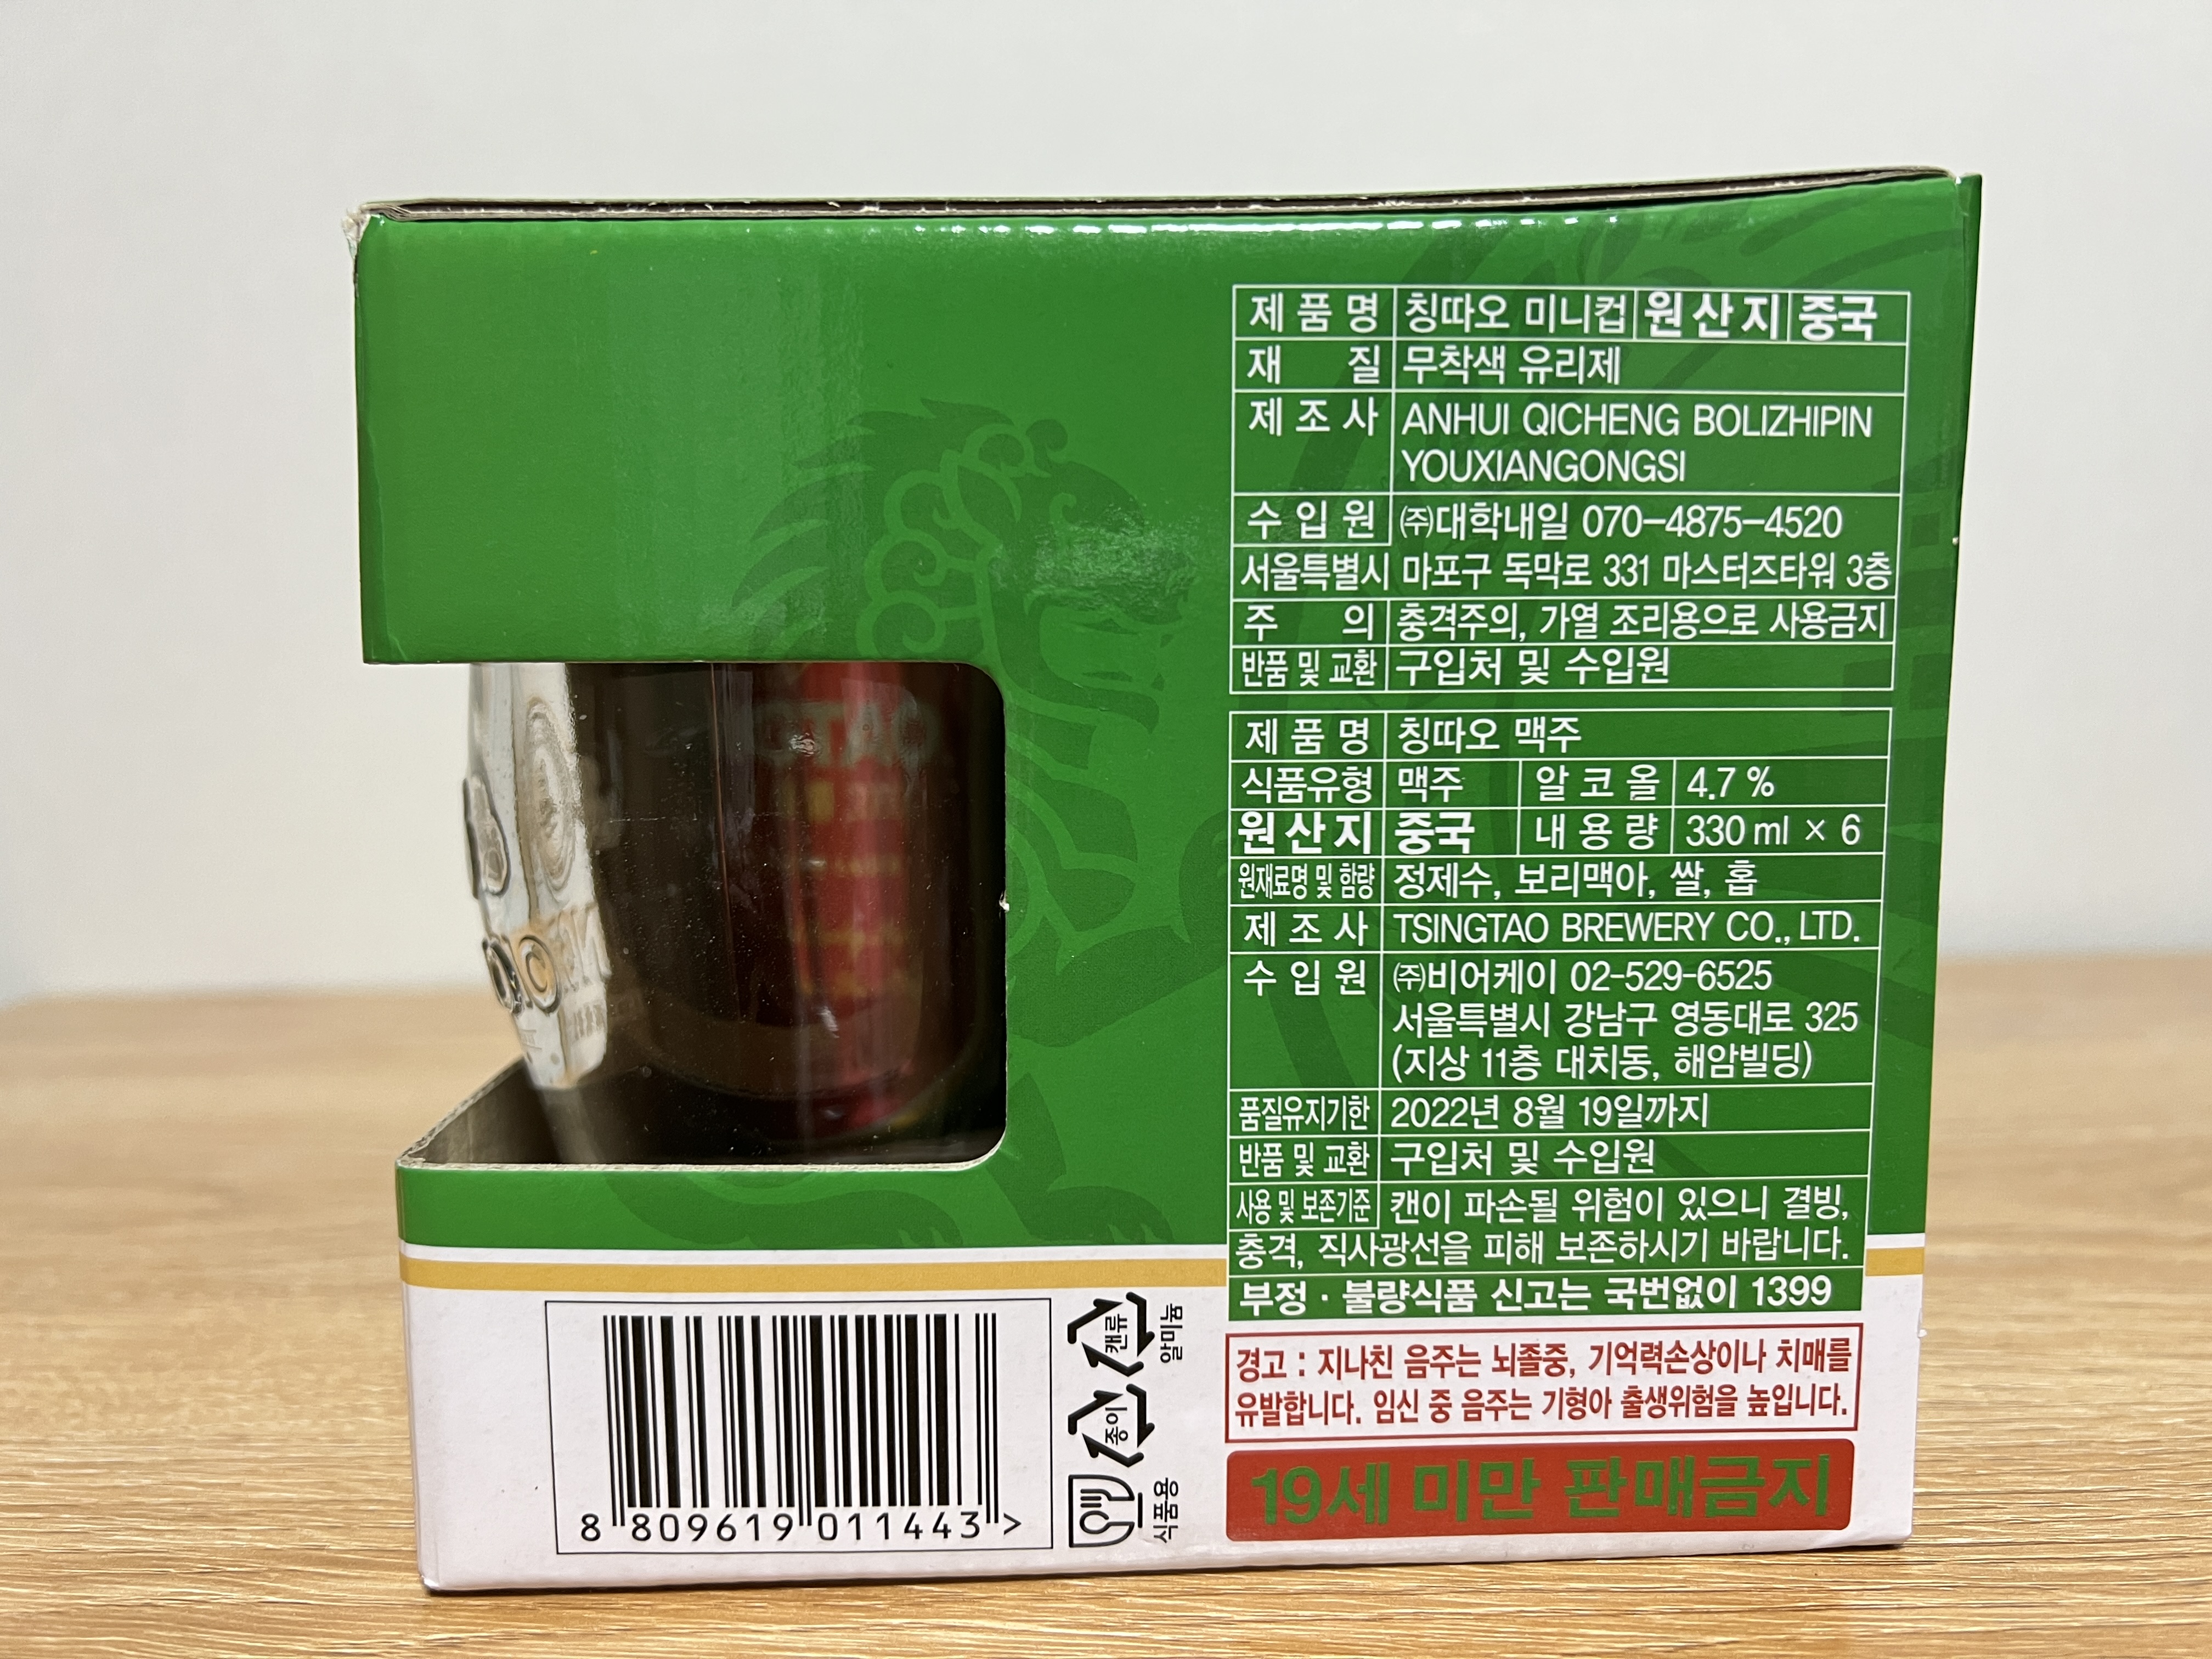 제 품 명 칭따오 미니컵 원 산 지 중국
재 질 무착색 유리제
제 조 사 ANHUI QICHENG BOLIZHIPIN
YOUXIANGONGSI
수 입 원 ㈜대학내일 070-4875-4520
서울특별시 마포구 독막로 331 마스터즈타워 3층
주 의 충격주의, 가열 조리용으로 사용금지
반품 및 교환 구입처 및 수입원
제 품 명 칭따오 맥주
식품유형 맥주 알 코 올 4.7 %
원 산 지 중국 내 용 량 330 ml × 6
원재료명 및 함량 정제수, 보리맥아, 쌀, 홉
제 조 사 TSINGTAO BREWERY CO., LTD.
수 입 원 ㈜비어케이 02-529-6525
서울특별시 강남구 영동대로 325
(지상 11층 대치동, 해암빌딩)
품질유지기한 2022년 8월 19일까지
반품 및 교환 구입처 및 수입원
사용 및 보존기준 캔이 파손될 위험이 있으니 결빙,
충격, 직사광선을 피해 보존하시기 바랍니다.
부정 · 불량식품 신고는 국번없이 1399
경고 : 지나친 음주는 뇌졸중, 기억력손상이나 치매를
유발합니다. 임신 중 음주는 기형아 출생위험을 높입니다.
19세 미만 판매금지
캔류
알미늄
종이
식품용
8 809619 011443 >